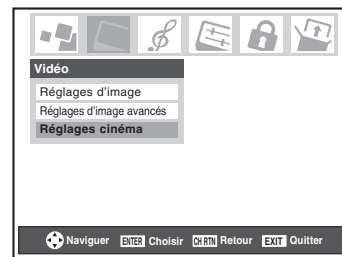 Vidéo
Réglages d'image
Réglages d'image avancés
Réglages cinéma
Naviguer ENTER Choisir CH RTN Retour EXIT Quitter